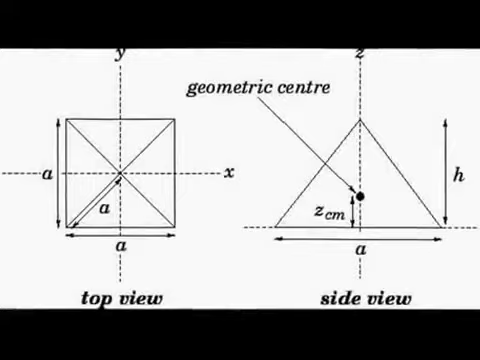 y
z
geometric centre
a
x
a
h
z_cm
a
a
top view
side view